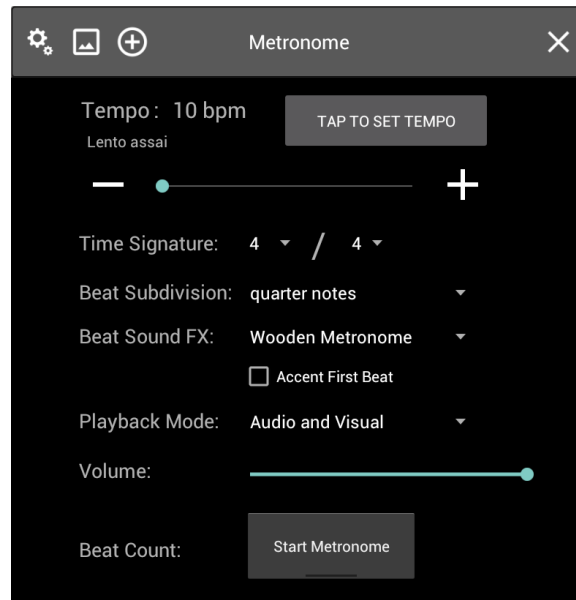 Metronome
Tempo : 10 bpm
TAP TO SET TEMPO
Lento assai
Time Signature: 4 / 4
Beat Subdivision: quarter notes
Beat Sound FX: Wooden Metronome
Accent First Beat
Playback Mode: Audio and Visual
Volume:
Beat Count: Start Metronome